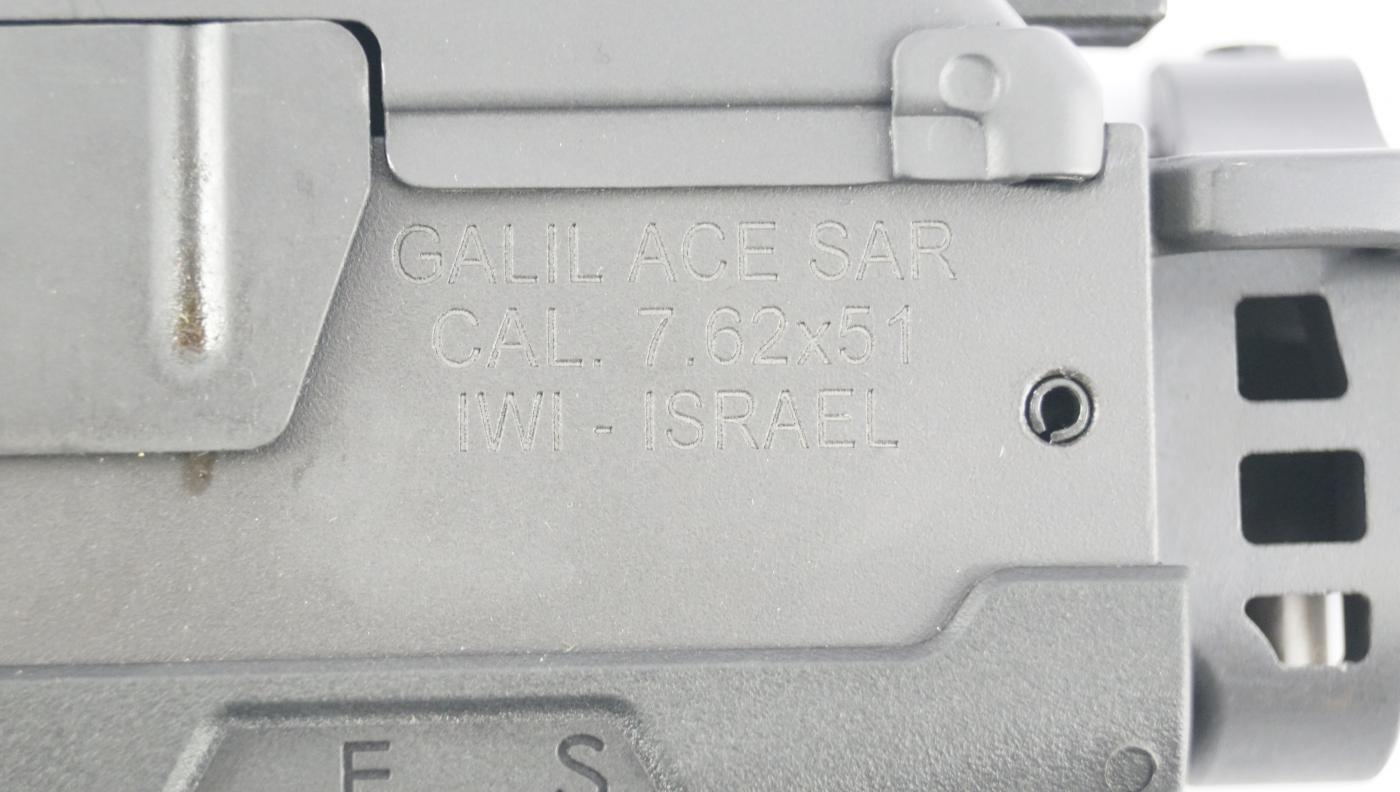 GALIL ACE SAR
CAL. 7.62x51
IWI - ISRAEL
F S